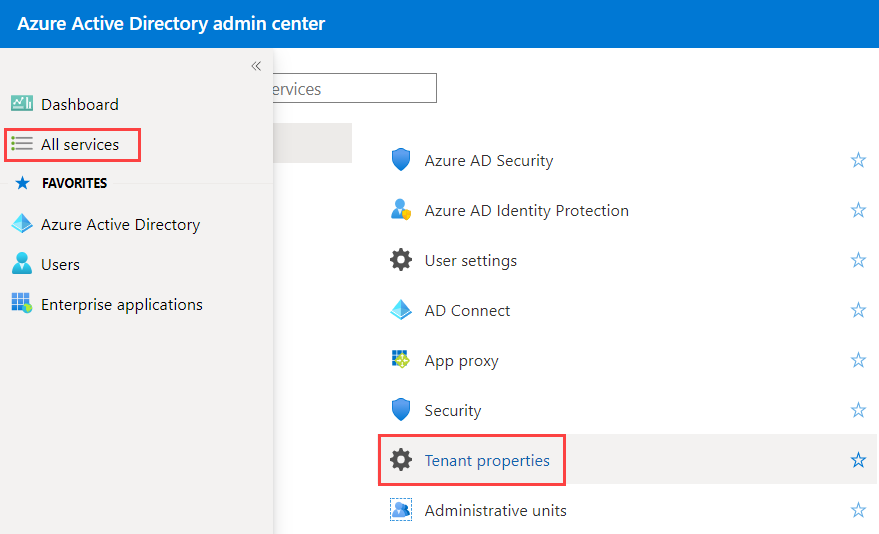 Azure Active Directory admin center
«
Dashboard
All services
FAVORITES
Azure Active Directory
Users
Enterprise applications
ervices
Azure AD Security
Azure AD Identity Protection
User settings
AD Connect
App proxy
Security
Tenant properties
Administrative units